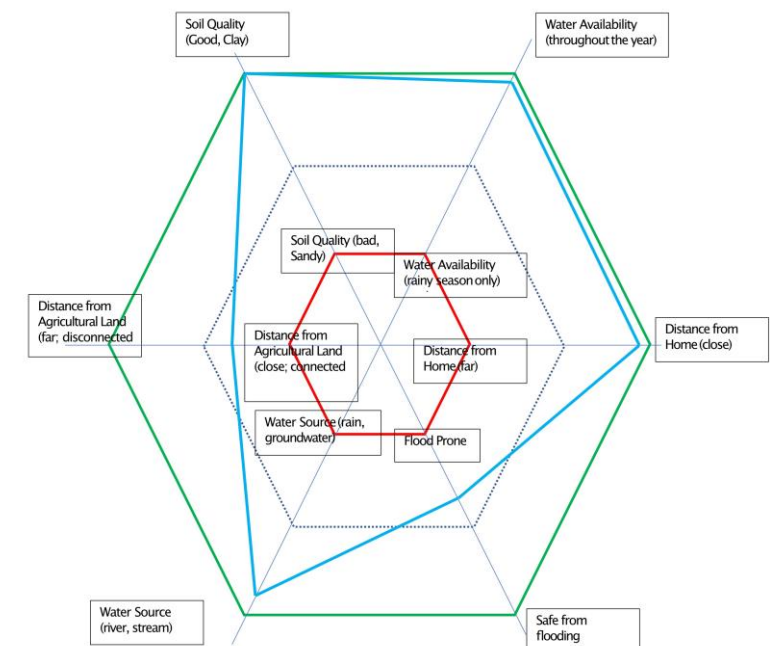 Soil Quality
(Good, Clay)
Water Availability
(throughout the year)
Soil Quality (bad,
Sandy)
Water Availability
(rainy season only)
Distance from
Agricultural Land
(far; disconnected
Distance from
Agricultural Land
(close; connected
Distance from
Home (far)
Distance from
Home (close)
Water Source (rain,
groundwater)
Flood Prone
Water Source
(river, stream)
Safe from
flooding